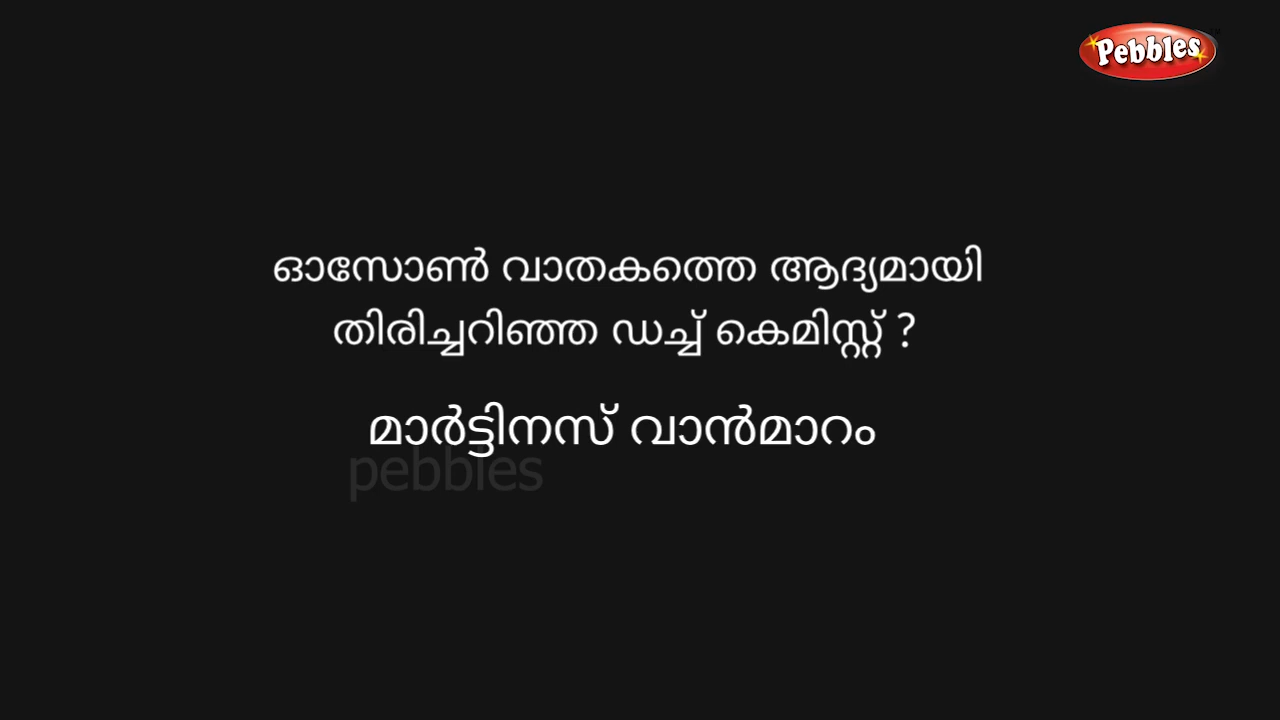 Pebbles
ഓസോൺ വാതകത്തെ ആദ്യമായി
തിരിച്ചറിഞ്ഞ ഡച്ച് കെമിസ്റ്റ് ?
മാർട്ടിനസ് വാൻമാറം
pebbles